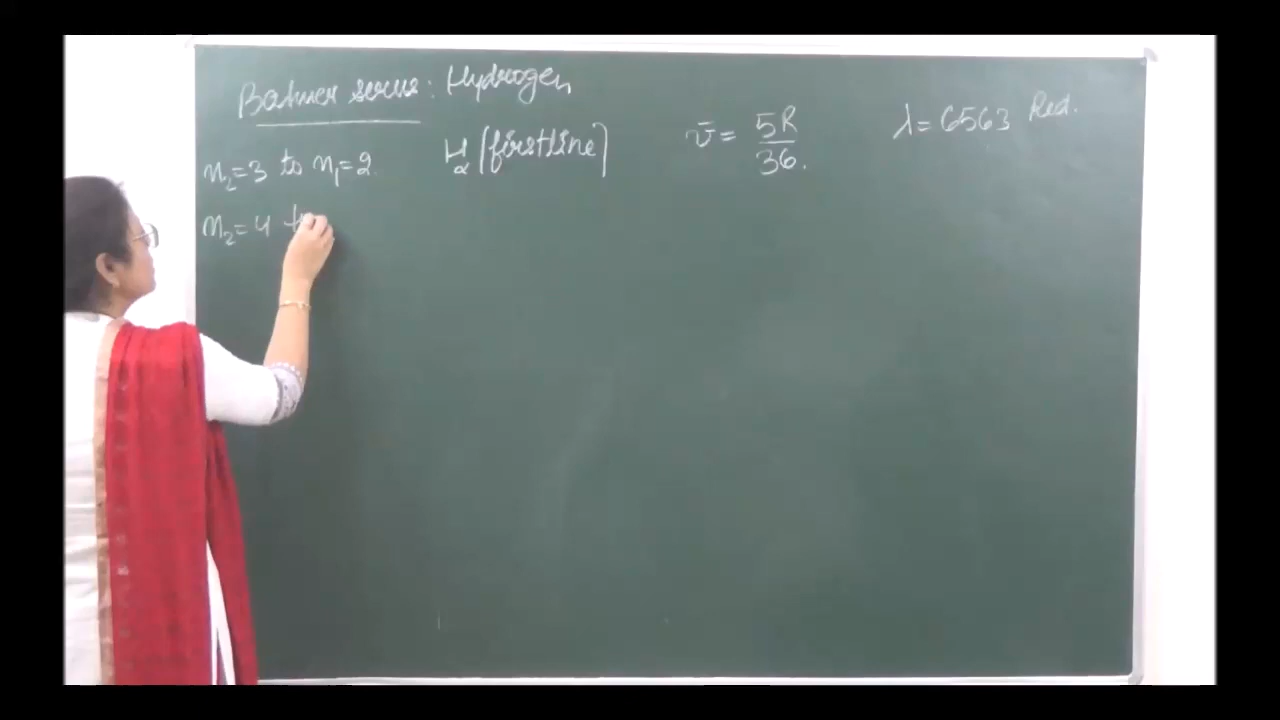 Balmer series : Hydrogen
n₂=3 to n₁=2. Hα (first line) ν̄ = 5R/36. λ = 6563 Red.
n₂=4 t